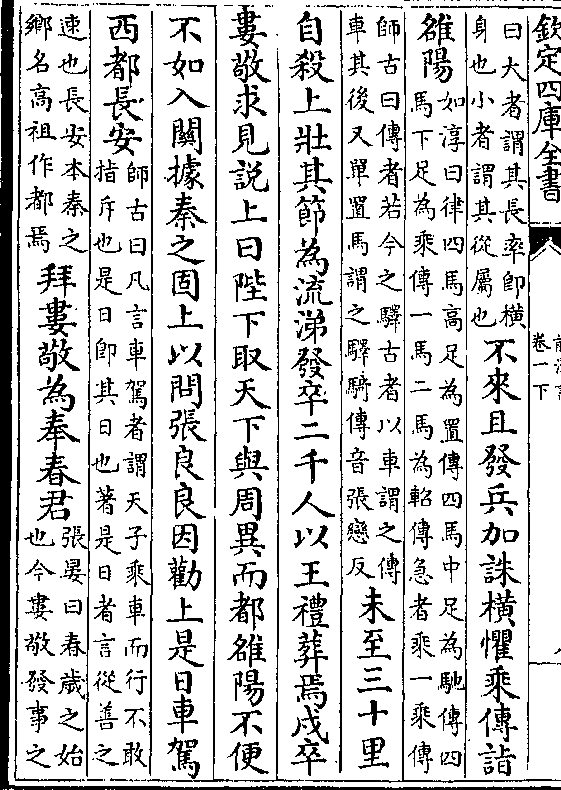 欽定四庫全書
卷一下
曰大者謂其長率即橫
身也小者謂其從屬也
不來且發兵加誅橫懼乘傳詣
雒陽
如淳曰律四馬高足為置傳四馬中足為馳傳四
馬下足為乘傳一馬二馬為軺傳急者乘一乘傳
師古曰傳者若今之驛古者以車謂之傳
車其後又單置馬謂之驛騎傳音張戀反
未至三十里
自殺上壯其節為流涕發卒二千人以王禮葬焉戍卒
婁敬求見說上曰陛下取天下與周異而都雒陽不便
不如入關據秦之固上以問張良良因勸上是日車駕
西都長安
師古曰凡言車駕者謂天子乘車而行不敢
指斥也是日即其日也著是日者言從善之
速也長安本秦之
鄉名高祖作都焉
拜婁敬為奉春君
張晏曰春歲之始
也今婁敬發事之